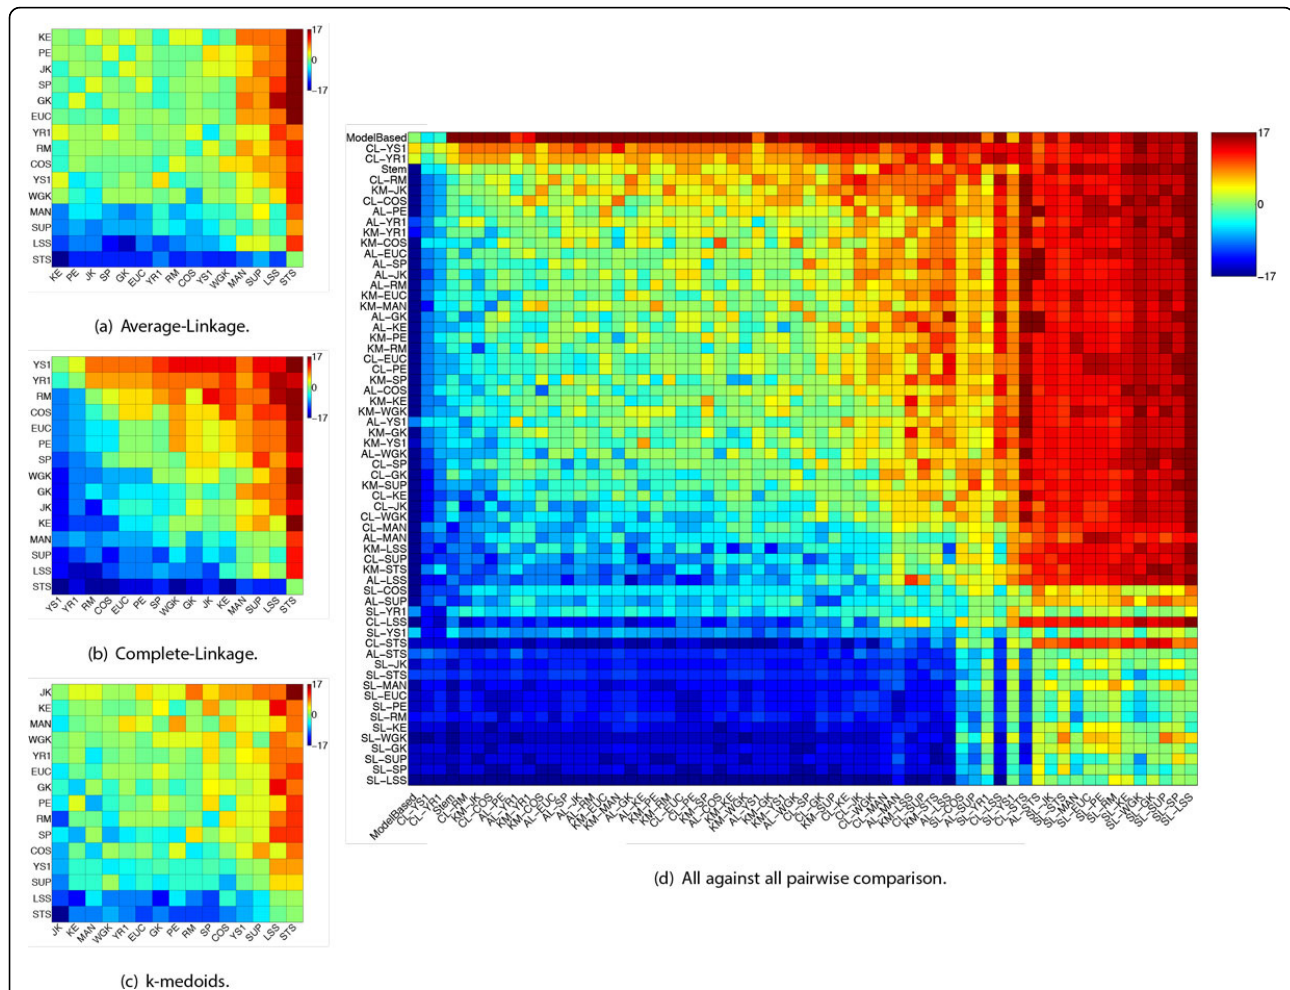 KE
PE
JK
SP
GK
EUC
YR1
RM
COS
YS1
WGK
MAN
SUP
LSS
STS
KE PE JK SP GK EUC YR1 RM COS YS1 WGK MAN SUP LSS STS
17
0
−17
(a) Average-Linkage.
YS1
YR1
RM
COS
EUC
PE
SP
WGK
GK
JK
KE
MAN
SUP
LSS
STS
YS1 YR1 RM COS EUC PE SP WGK GK JK KE MAN SUP LSS STS
17
0
−17
(b) Complete-Linkage.
JK
KE
MAN
WGK
YR1
EUC
GK
PE
RM
SP
COS
YS1
SUP
LSS
STS
JK KE MAN WGK YR1 EUC GK PE RM SP COS YS1 SUP LSS STS
17
0
−17
(c) k-medoids.
ModelBased
CL−YS1
CL−YR1
Stem
CL−RM
KM−JK
CL−COS
AL−PE
AL−YR1
KM−YR1
KM−COS
AL−EUC
AL−SP
AL−JK
AL−RM
KM−EUC
KM−MAN
AL−GK
AL−KE
KM−PE
KM−RM
CL−EUC
CL−PE
KM−SP
AL−COS
KM−KE
KM−WGK
AL−YS1
KM−GK
KM−YS1
AL−WGK
CL−SP
CL−GK
KM−SUP
CL−KE
CL−JK
CL−WGK
CL−MAN
AL−MAN
KM−LSS
CL−SUP
KM−STS
AL−LSS
SL−COS
AL−SUP
SL−YR1
CL−LSS
SL−YS1
CL−STS
AL−STS
SL−JK
SL−STS
SL−MAN
SL−EUC
SL−PE
SL−RM
SL−KE
SL−WGK
SL−GK
SL−SUP
SL−SP
SL−LSS
17
0
−17
(d) All against all pairwise comparison.